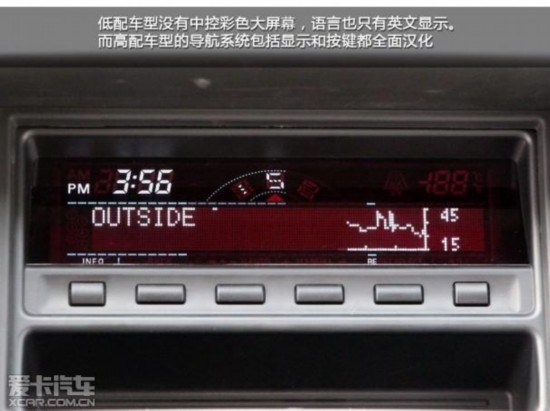 低配车型没有中控彩色大屏幕，语言也只有英文显示。
而高配车型的导航系统包括显示和按键都全面汉化
AM
PM 3:56
S
188
OUTSIDE
45
15
INFO
爱卡汽车
XCAR.COM.CN